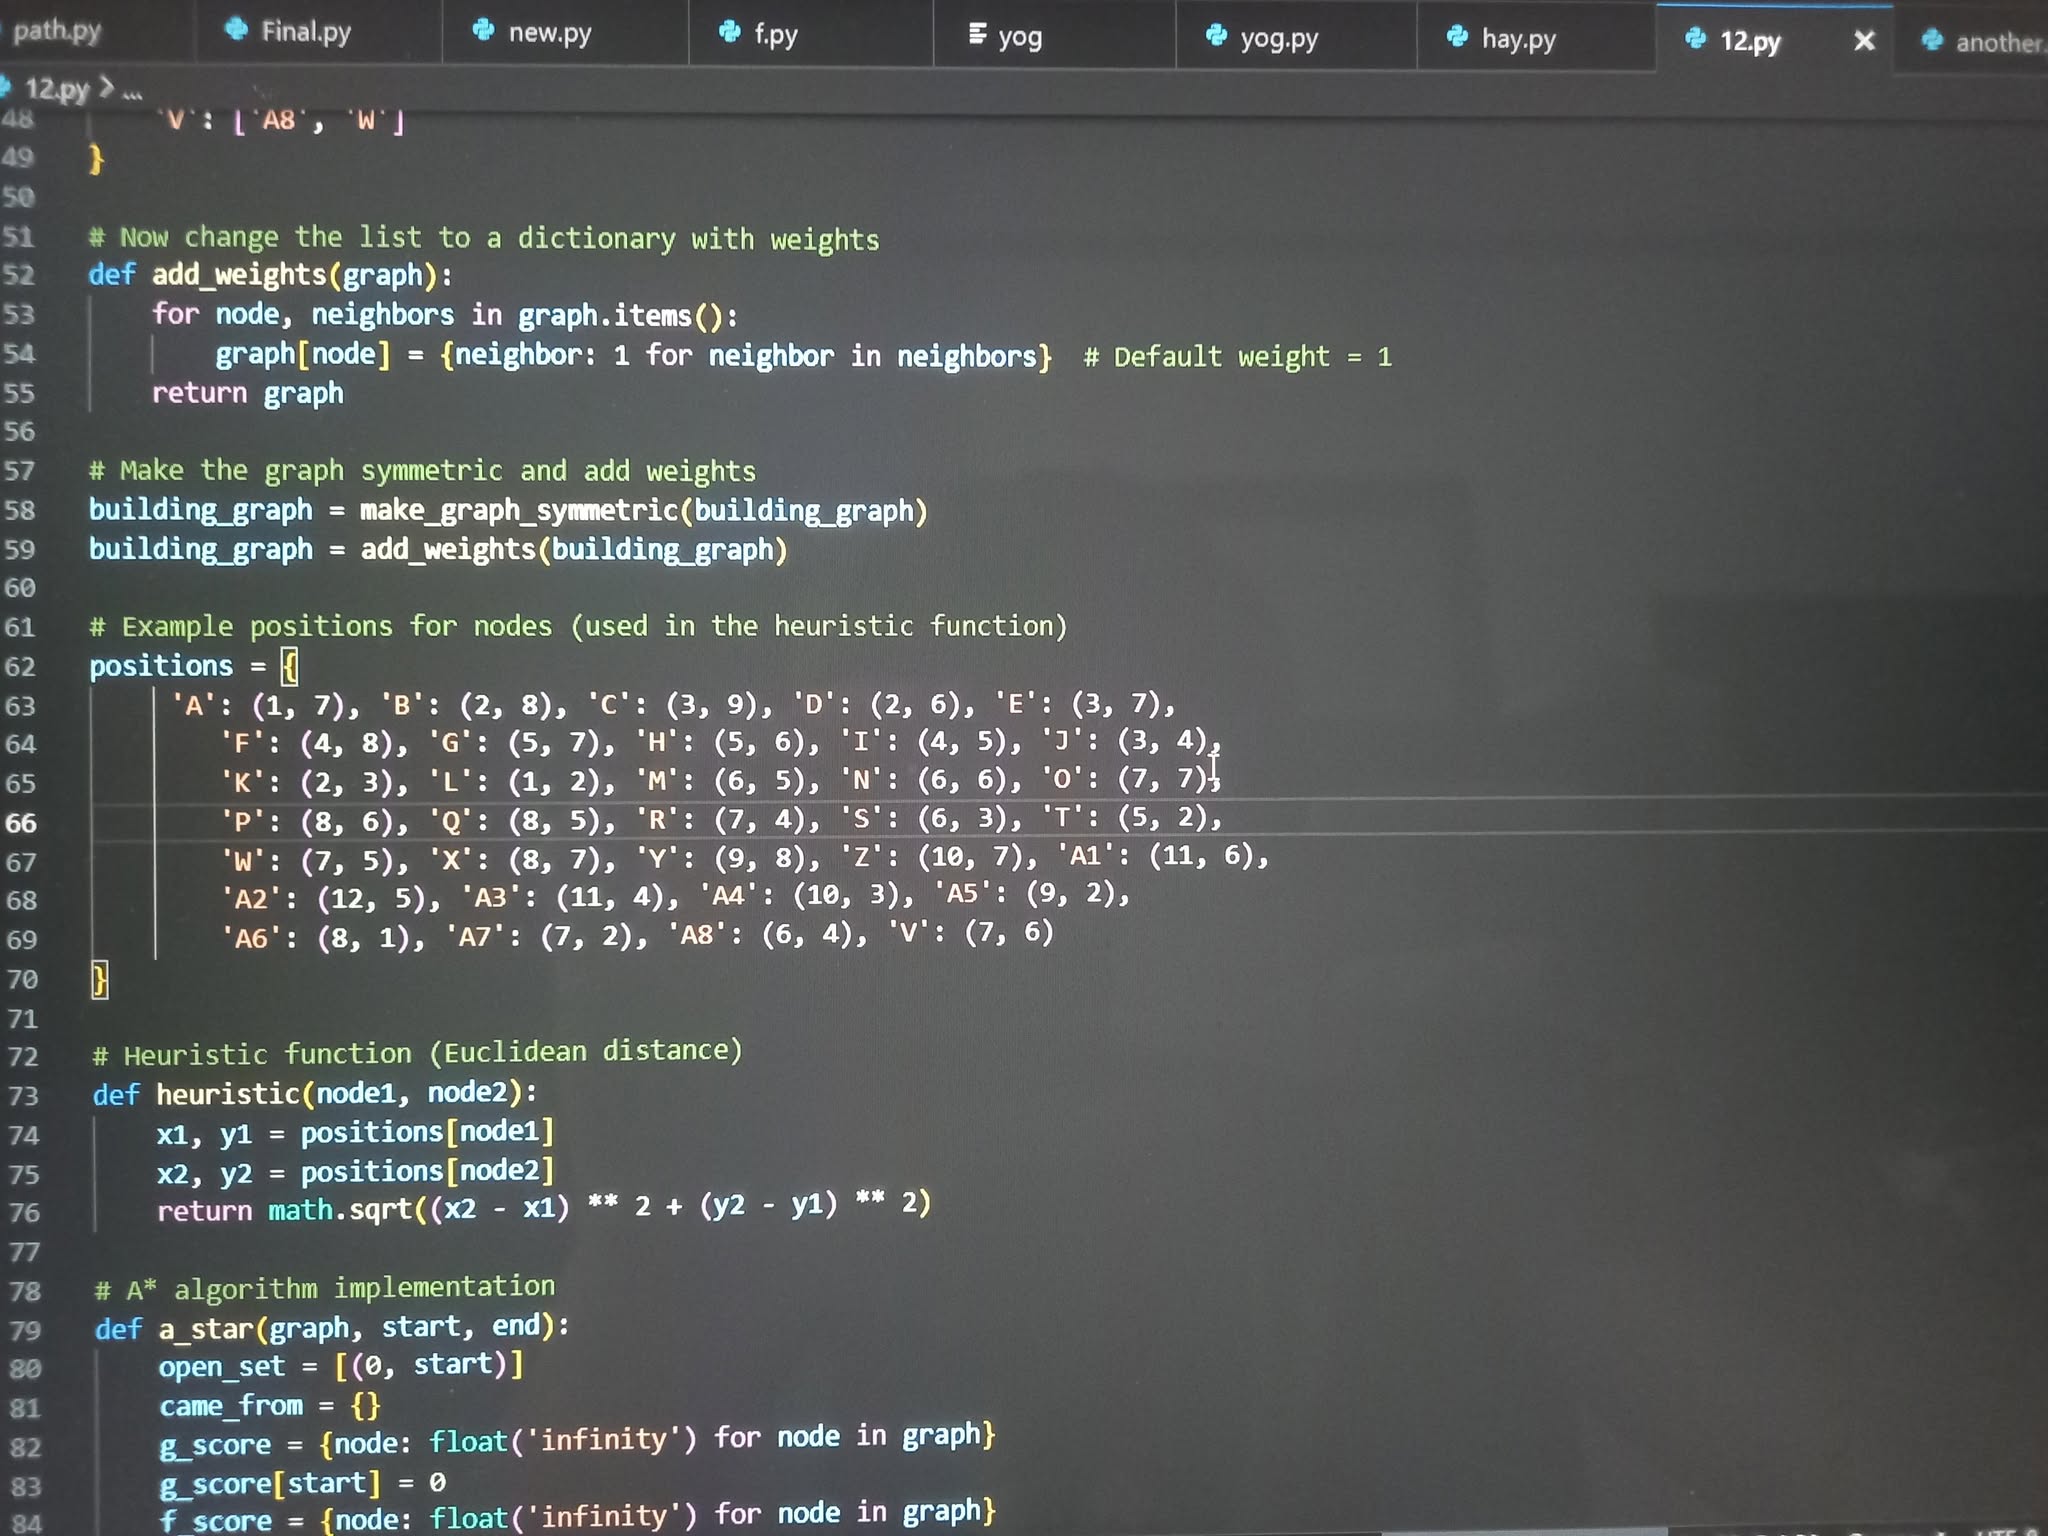 path.py Final.py new.py f.py yog yog.py hay.py 12.py × another.
12.py > ...
48 'V': ['A8', 'W']
49 }
50
51 # Now change the list to a dictionary with weights
52 def add_weights(graph):
53 for node, neighbors in graph.items():
54 graph[node] = {neighbor: 1 for neighbor in neighbors} # Default weight = 1
55 return graph
56
57 # Make the graph symmetric and add weights
58 building_graph = make_graph_symmetric(building_graph)
59 building_graph = add_weights(building_graph)
60
61 # Example positions for nodes (used in the heuristic function)
62 positions = {
63 'A': (1, 7), 'B': (2, 8), 'C': (3, 9), 'D': (2, 6), 'E': (3, 7),
64 'F': (4, 8), 'G': (5, 7), 'H': (5, 6), 'I': (4, 5), 'J': (3, 4),
65 'K': (2, 3), 'L': (1, 2), 'M': (6, 5), 'N': (6, 6), 'O': (7, 7),
66 'P': (8, 6), 'Q': (8, 5), 'R': (7, 4), 'S': (6, 3), 'T': (5, 2),
67 'W': (7, 5), 'X': (8, 7), 'Y': (9, 8), 'Z': (10, 7), 'A1': (11, 6),
68 'A2': (12, 5), 'A3': (11, 4), 'A4': (10, 3), 'A5': (9, 2),
69 'A6': (8, 1), 'A7': (7, 2), 'A8': (6, 4), 'V': (7, 6)
70 }
71
72 # Heuristic function (Euclidean distance)
73 def heuristic(node1, node2):
74 x1, y1 = positions[node1]
75 x2, y2 = positions[node2]
76 return math.sqrt((x2 - x1) ** 2 + (y2 - y1) ** 2)
77
78 # A* algorithm implementation
79 def a_star(graph, start, end):
80 open_set = [(0, start)]
81 came_from = {}
82 g_score = {node: float('infinity') for node in graph}
83 g_score[start] = 0
84 f_score = {node: float('infinity') for node in graph}